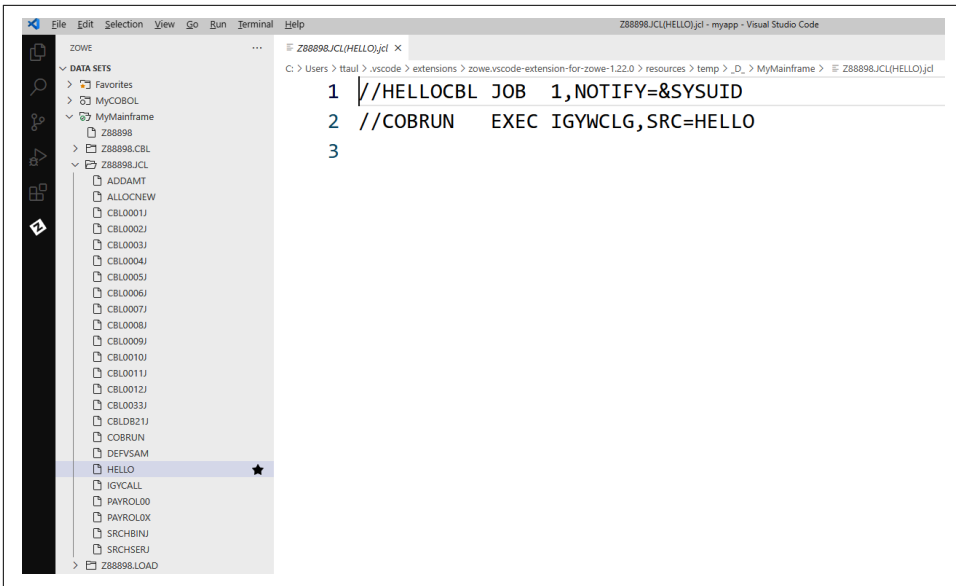 File Edit Selection View Go Run Terminal Help
Z88898.JCL(HELLO).jcl - myapp - Visual Studio Code
ZOWE ...
DATA SETS
Favorites
MyCOBOL
MyMainframe
Z88898
Z88898.CBL
Z88898.JCL
ADDAMT
ALLOCNEW
CBL0001J
CBL0002J
CBL0003J
CBL0004J
CBL0005J
CBL0006J
CBL0007J
CBL0008J
CBL0009J
CBL0010J
CBL0011J
CBL0012J
CBL0033J
CBLDB21J
COBRUN
DEFVSAM
HELLO
IGYCALL
PAYROL00
PAYROL0X
SRCHBINJ
SRCHSERJ
Z88898.LOAD
Z88898.JCL(HELLO).jcl ×
C: > Users > ttaul > .vscode > extensions > zowe.vscode-extension-for-zowe-1.22.0 > resources > temp > _D_ > MyMainframe > Z88898.JCL(HELLO).jcl
1 //HELLOCBL JOB 1,NOTIFY=&SYSUID
2 //COBRUN EXEC IGYWCLG,SRC=HELLO
3